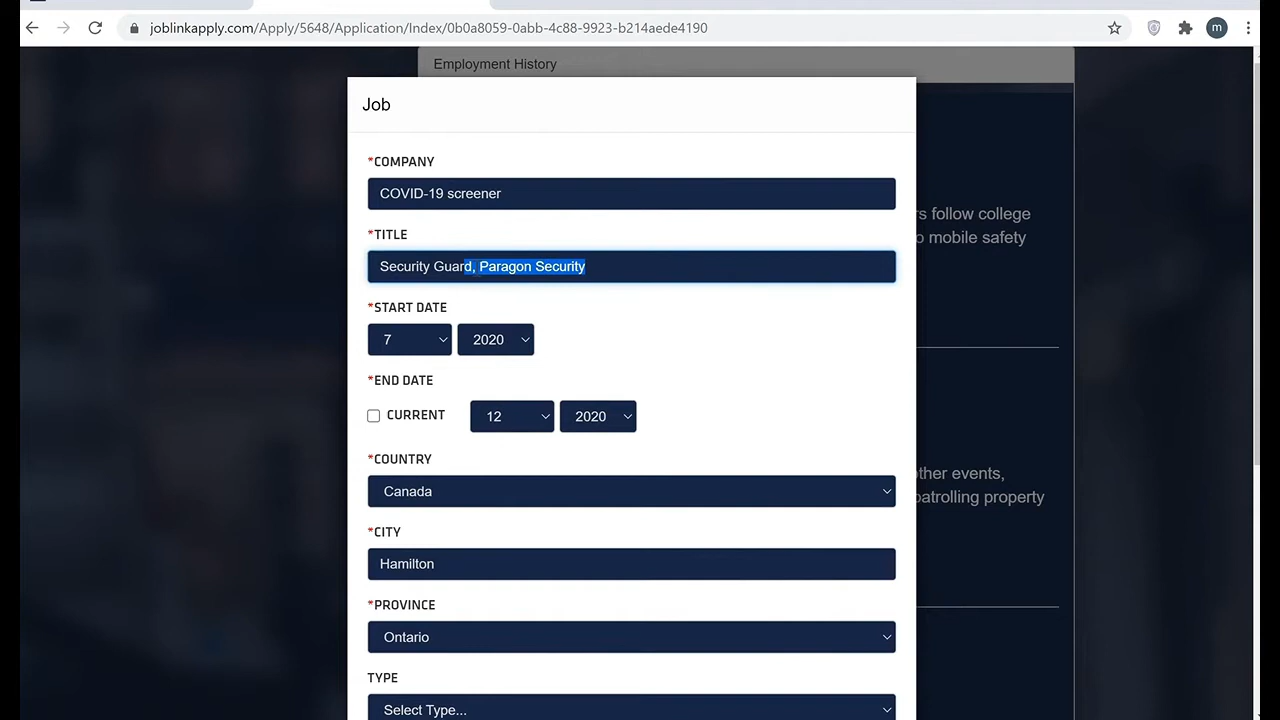 joblinkapply.com/Apply/5648/Application/Index/0b0a8059-0abb-4c88-9923-b214aede4190
m
Employment History
Job
*COMPANY
COVID-19 screener
rs follow college
*TITLE
o mobile safety
Security Guard, Paragon Security
*START DATE
7 2020
*END DATE
CURRENT 12 2020
*COUNTRY
ther events,
Canada
patrolling property
*CITY
Hamilton
*PROVINCE
Ontario
TYPE
Select Type...